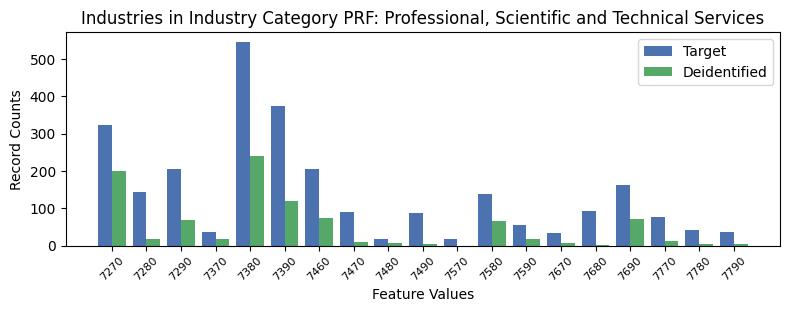 Industries in Industry Category PRF: Professional, Scientific and Technical Services
Target
Deidentified
Record Counts
500
400
300
200
100
0
7270 7280 7290 7370 7380 7390 7460 7470 7480 7490 7570 7580 7590 7670 7680 7690 7770 7780 7790
Feature Values